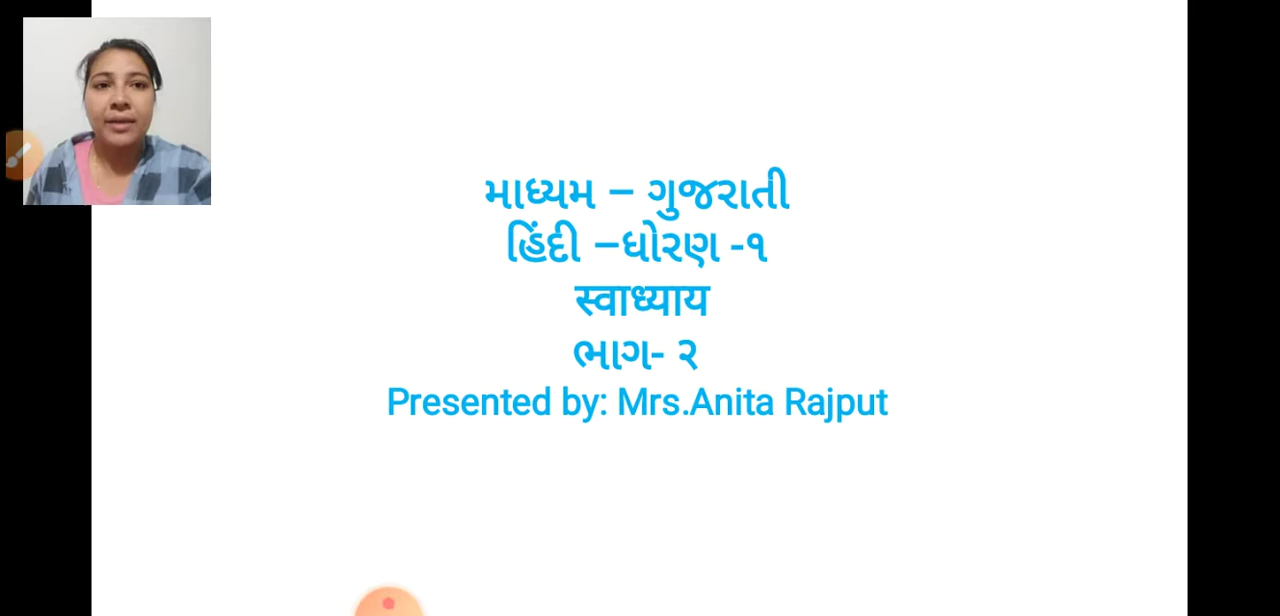 માધ્યમ – ગુજરાતી
હિંદી –ધોરણ -૧
स्वाध्याय
ભાગ- ૨
Presented by: Mrs.Anita Rajput